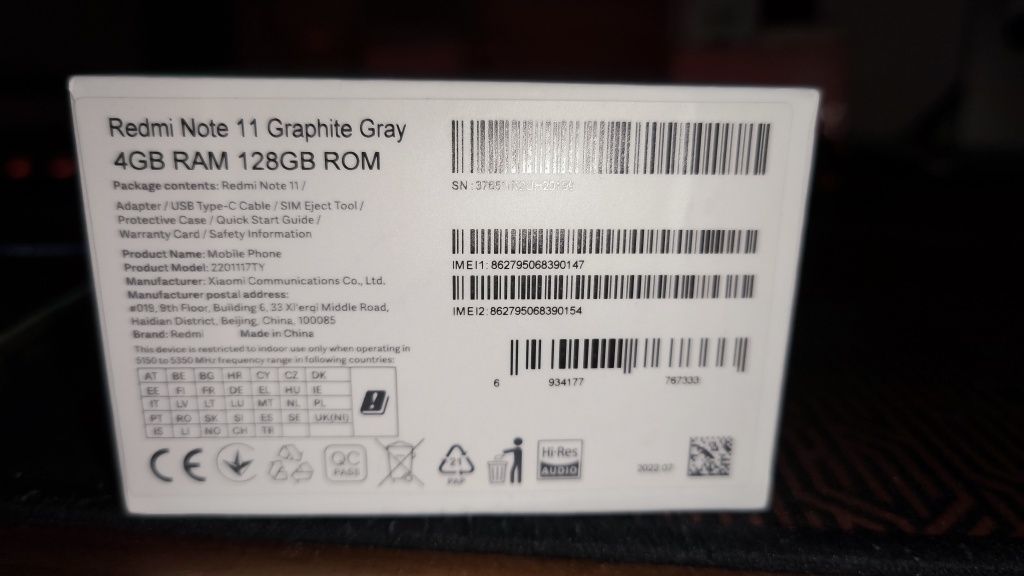 Redmi Note 11 Graphite Gray
4GB RAM 128GB ROM
Package contents: Redmi Note 11 /
Adapter / USB Type-C Cable / SIM Eject Tool /
Protective Case / Quick Start Guide /
Warranty Card / Safety Information
Product Name: Mobile Phone
Product Model: 2201117TY
Manufacturer: Xiaomi Communications Co., Ltd.
Manufacturer postal address:
#019, 9th Floor, Building 6, 33 Xi'erqi Middle Road,
Haidian District, Beijing, China, 100085
Brand: Redmi Made in China
This device is restricted to indoor use only when operating in
5150 to 5350 MHz frequency range in following countries:
AT BE BG HR CY CZ DK
EE FI FR DE EL HU IE
IT LV LT LU MT NL PL
PT RO SK SI ES SE UK(NI)
IS LI NO CH TR
SN:
IMEI1: 862795068390147
IMEI2: 862795068390154
6 934177 767333
CE
QC
PASS
21
PAP
Hi-Res
AUDIO
2022.07